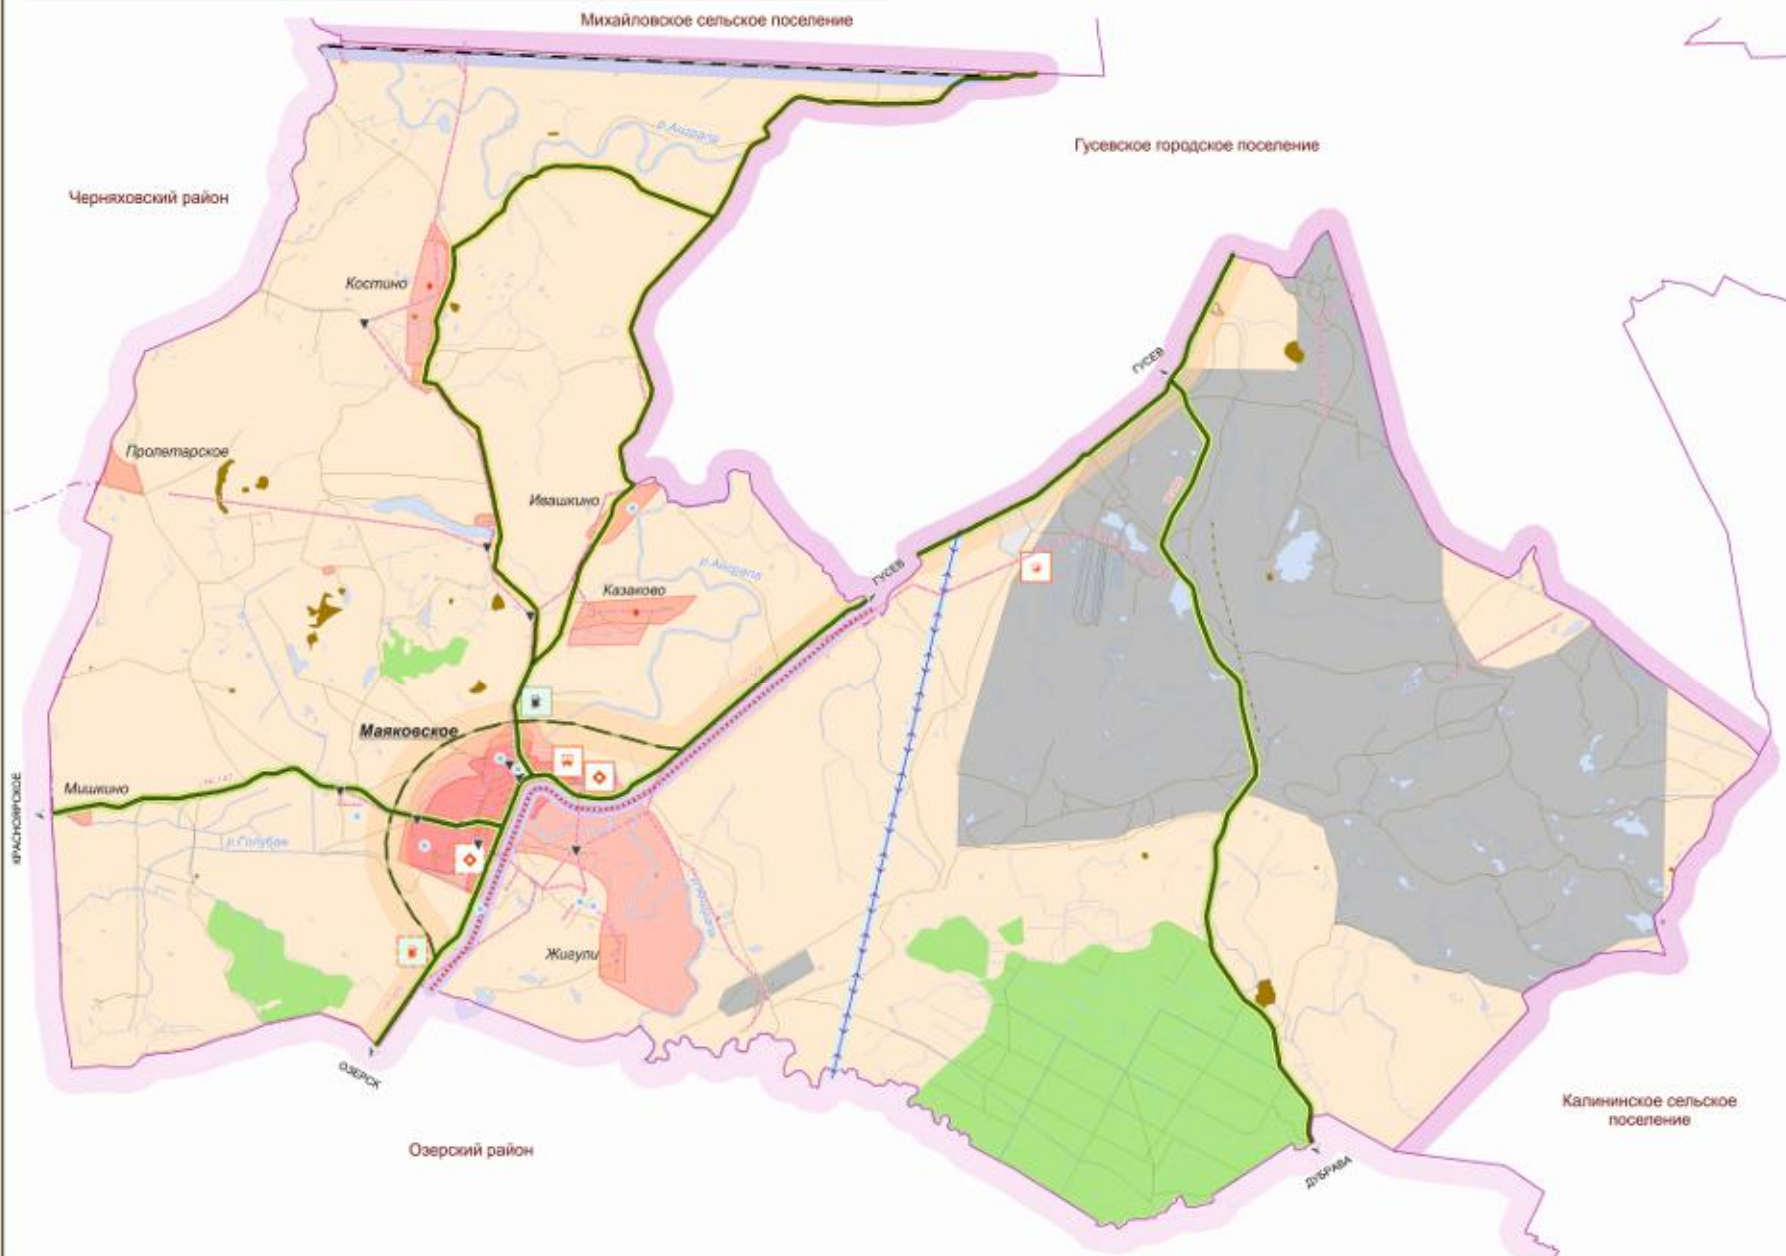 Михайловское сельское поселение
Гусевское городское поселение
Черняховский район
р.Анграпа
Костино
ГУСЕВ
Пролетарское
Ивашкино
р.Анграпа
ГУСЕВ
Казаково
Маяковское
Мишкино
КРАСНОЯРСКОЕ
р.Голубая
р.Анграпа
Жигули
ОЗЕРСК
Озерский район
Калининское сельское
поселение
ДУБРАВА